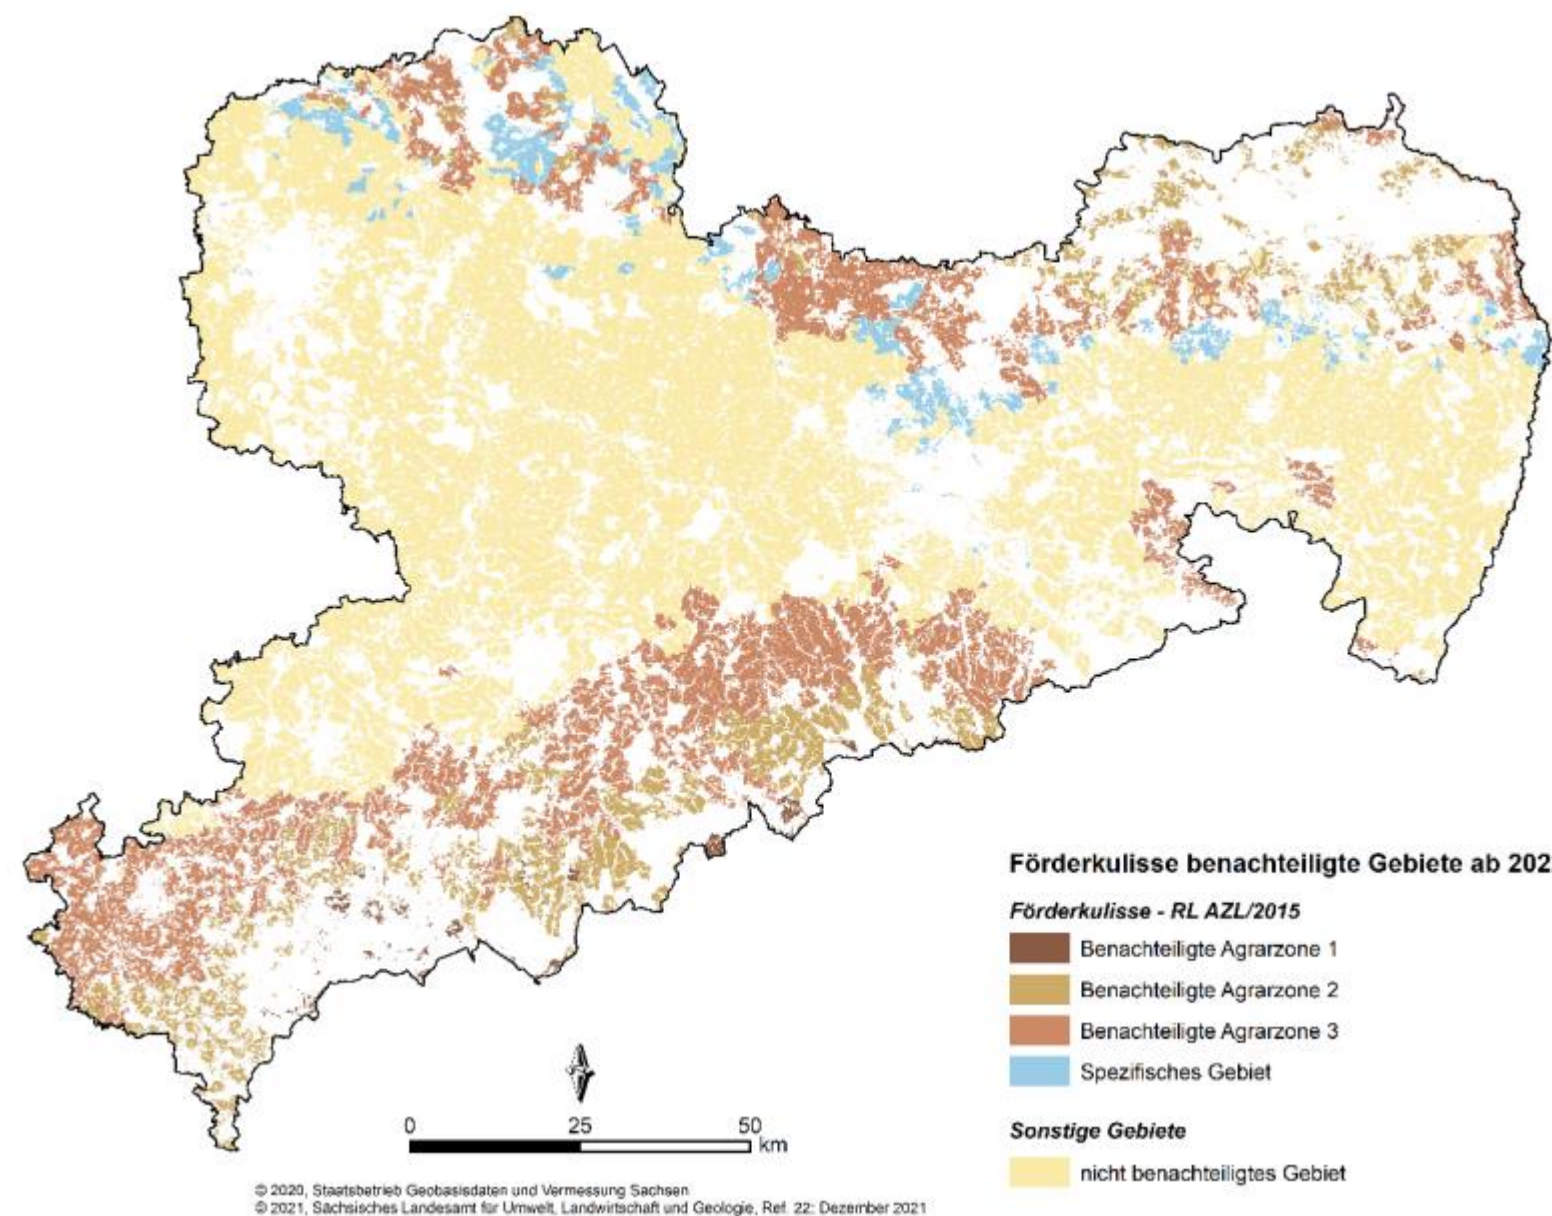 Förderkulisse benachteiligte Gebiete ab 202
Förderkulisse - RL AZL/2015
Benachteiligte Agrarzone 1
Benachteiligte Agrarzone 2
Benachteiligte Agrarzone 3
Spezifisches Gebiet
Sonstige Gebiete
nicht benachteiligtes Gebiet
0 25 50
km
© 2020, Staatsbetrieb Geobasisdaten und Vermessung Sachsen
© 2021, Sächsisches Landesamt für Umwelt, Landwirtschaft und Geologie, Ref. 22: Dezember 2021